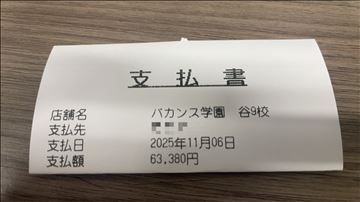 支払書
店舗名 バカンス学園 谷9校
支払先
支払日 2025年11月06日
支払額 63,380円